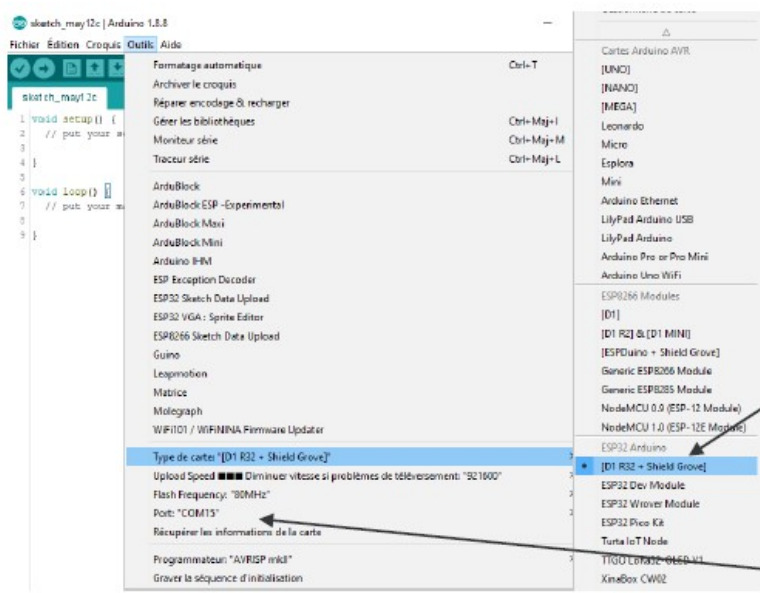 sketch_may12c | Arduino 1.8.8
Fichier Édition Croquis Outils Aide
sketch_may12c
1 void setup() {
2 // put your s
3
4 }
5
6 void loop() {
7 // put your m
8
9 }
Formatage automatique Ctrl+T
Archiver le croquis
Réparer encodage & recharger
Gérer les bibliothèques Ctrl+Maj+I
Moniteur série Ctrl+Maj+M
Traceur série Ctrl+Maj+L
ArduBlock
ArduBlock ESP -Experimental
ArduBlock Maxi
ArduBlock Mini
Arduino IHM
ESP Exception Decoder
ESP32 Sketch Data Upload
ESP32 VGA : Sprite Editor
ESP8266 Sketch Data Upload
Guino
Leapmotion
Matrice
Molegraph
WiFi101 / WiFiNINA Firmware Updater
Type de carte: "[D1 R32 + Shield Grove]"
Upload Speed ■■■ Diminuer vitesse si problèmes de téléversement: "921600"
Flash Frequency: "80MHz"
Port: "COM15"
Récupérer les informations de la carte
Programmateur: "AVRISP mkII"
Graver la séquence d'initialisation
Cartes Arduino AVR
[UNO]
[NANO]
[MEGA]
Leonardo
Micro
Esplora
Mini
Arduino Ethernet
LilyPad Arduino USB
LilyPad Arduino
Arduino Pro or Pro Mini
Arduino Uno WiFi
ESP8266 Modules
[D1]
[D1 R2] & [D1 MINI]
[ESPDuino + Shield Grove]
Generic ESP8266 Module
Generic ESP8285 Module
NodeMCU 0.9 (ESP-12 Module)
NodeMCU 1.0 (ESP-12E Module)
ESP32 Arduino
[D1 R32 + Shield Grove]
ESP32 Dev Module
ESP32 Wrover Module
ESP32 Pico Kit
Turta IoT Node
TTGO LoRa32-OLED V1
XinaBox CW02